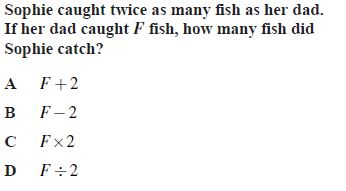 Sophie caught twice as many fish as her dad.
If her dad caught F fish, how many fish did
Sophie catch?
A F + 2
B F − 2
C F × 2
D F ÷ 2